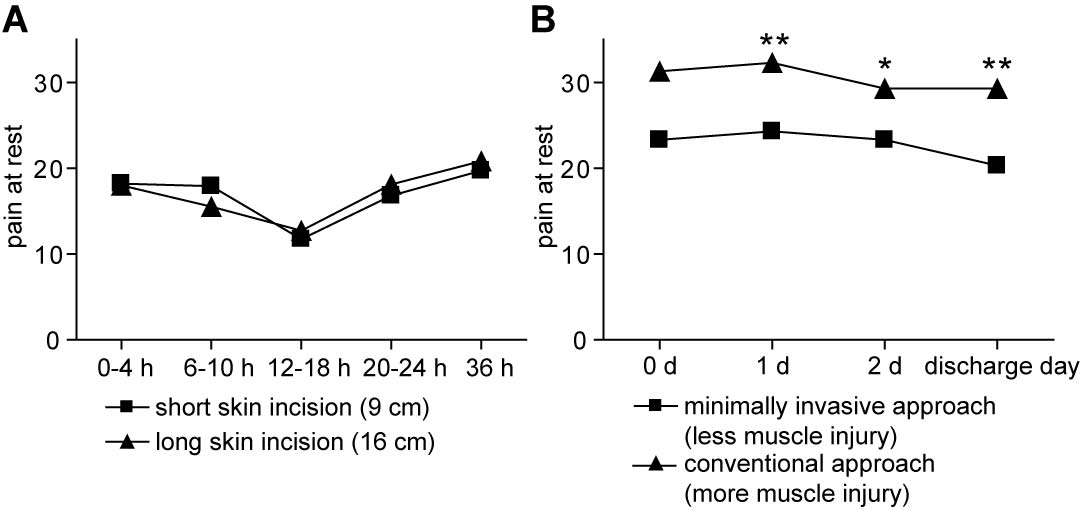 A
pain at rest
30
20
10
0
0-4 h 6-10 h 12-18 h 20-24 h 36 h
short skin incision (9 cm)
long skin incision (16 cm)
B
pain at rest
30
20
10
0
** * **
0 d 1 d 2 d discharge day
minimally invasive approach
(less muscle injury)
conventional approach
(more muscle injury)